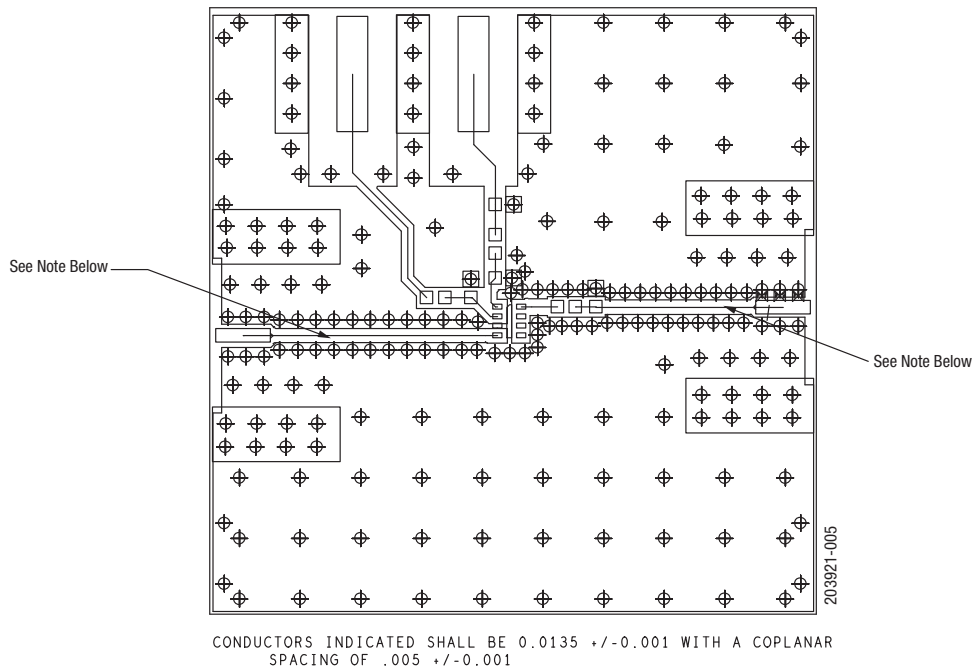 See Note Below
See Note Below
203921-005
CONDUCTORS INDICATED SHALL BE 0.0135 +/-0.001 WITH A COPLANAR
SPACING OF .005 +/-0.001